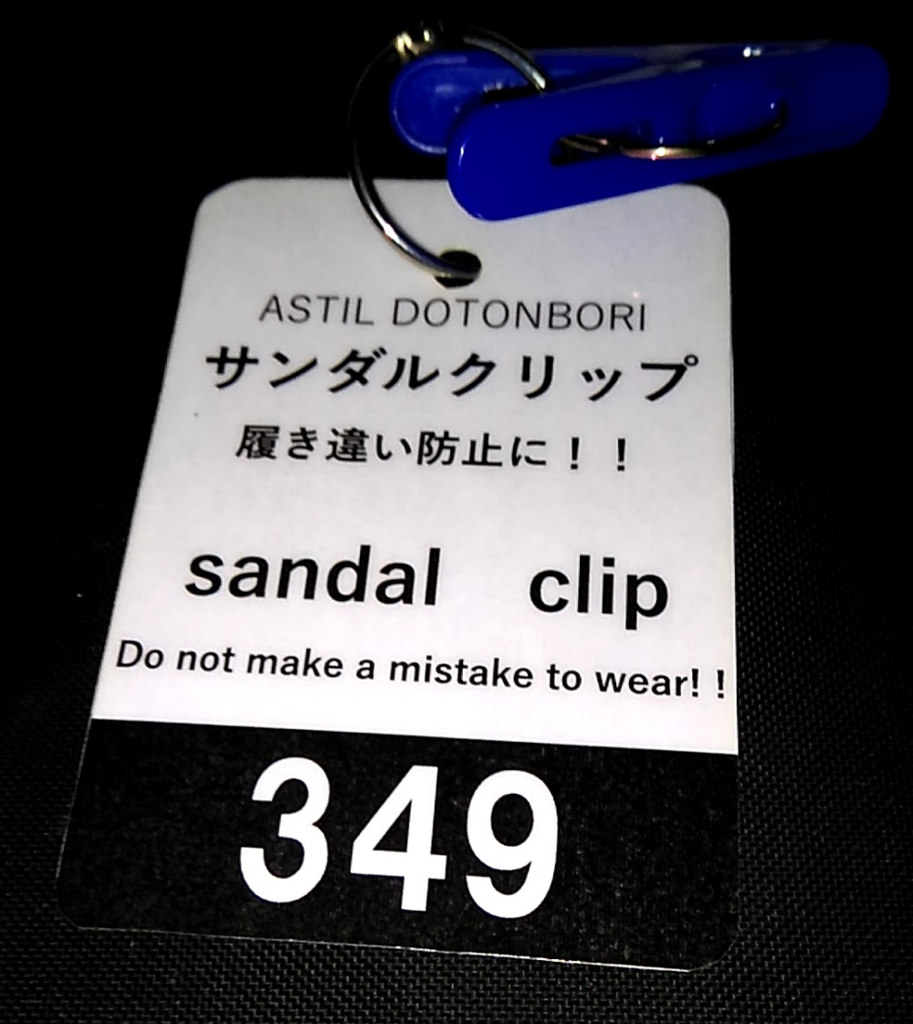 ASTIL DOTONBORI
サンダルクリップ
履き違い防止に！！
sandal clip
Do not make a mistake to wear! !
349